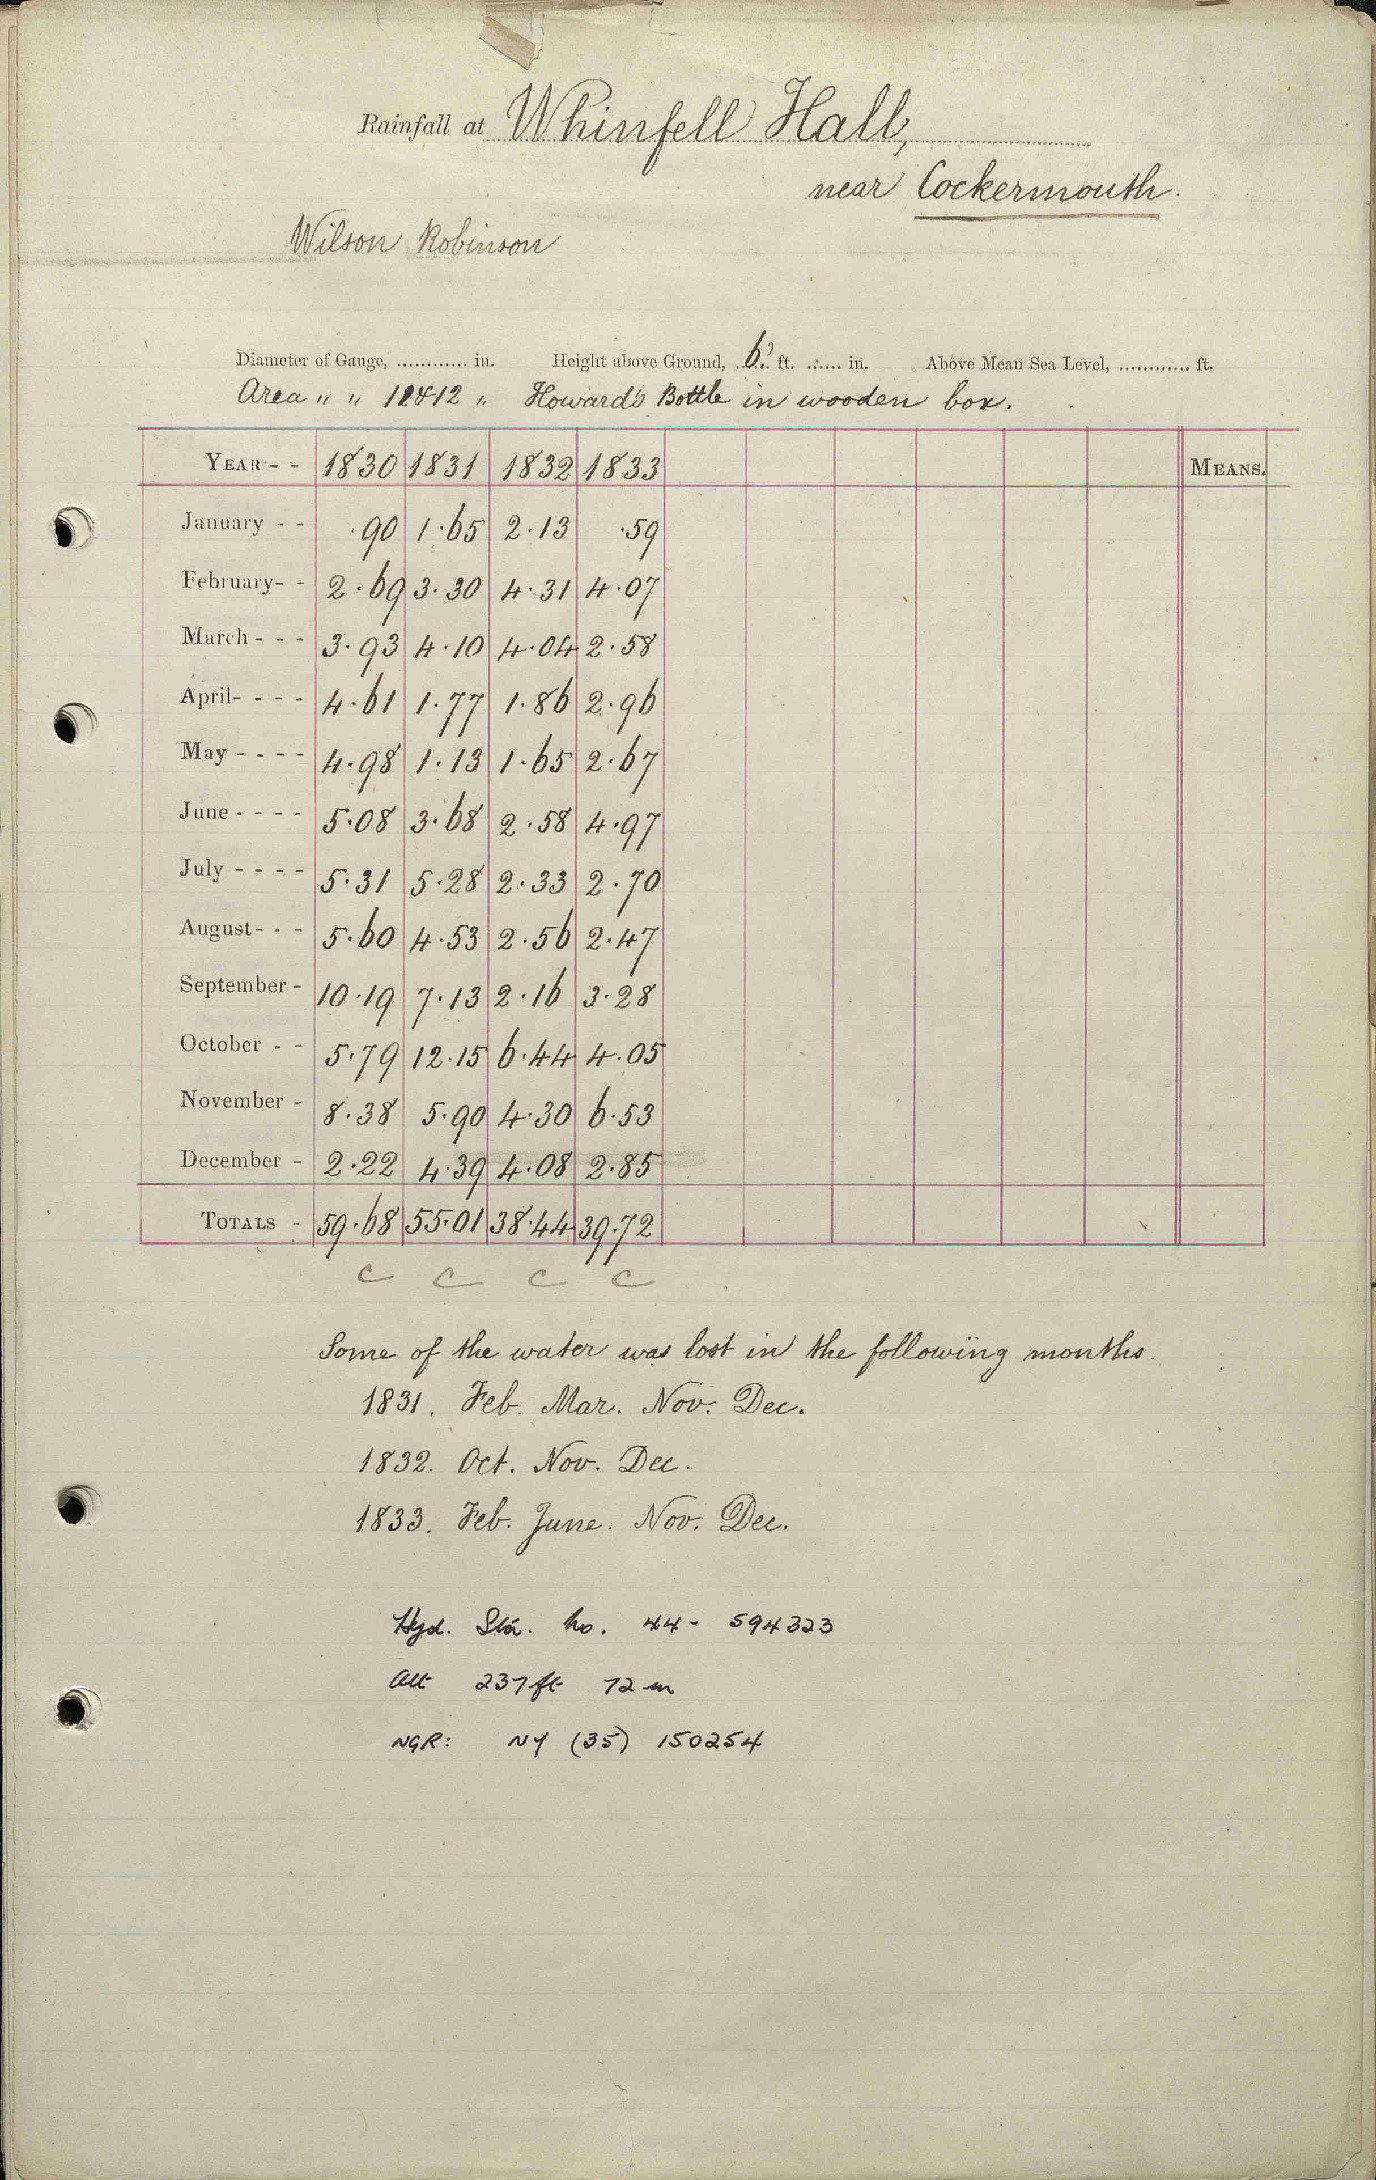 Rainfall at Whinfell Hall,
near Cockermouth.
Wilson Robinson
Diameter of Gauge, ............ in. Height above Ground, 6? ft. ...... in. Above Mean Sea Level, ............ ft.
Area " " 12 & 12 " Howard's Bottle in wooden box.
YEAR - - 1830 1831 1832 1833 MEANS.
January - - .90 1.65 2.13 .59
February - - 2.69 3.30 4.31 4.07
March - - - 3.93 4.10 4.04 2.58
April - - - - 4.61 1.77 1.86 2.96
May - - - - 4.98 1.13 1.65 2.67
June - - - - 5.08 3.68 2.58 4.97
July - - - - 5.31 5.28 2.33 2.70
August - - - 5.60 4.53 2.56 2.47
September - 10.19 7.13 2.16 3.28
October - - 5.79 12.15 6.44 4.05
November - 8.38 5.90 4.30 6.53
December - 2.22 4.39 4.08 2.85
TOTALS - 59.68 55.01 38.44 39.72
C C C C
Some of the water was lost in the following months.
1831. Feb. Mar. Nov. Dec.
1832. Oct. Nov. Dec.
1833. Feb. June. Nov. Dec.
Hyd. Sta. no. 44 - 594323
Alt 237 ft 72 m
NGR: NY (35) 150254